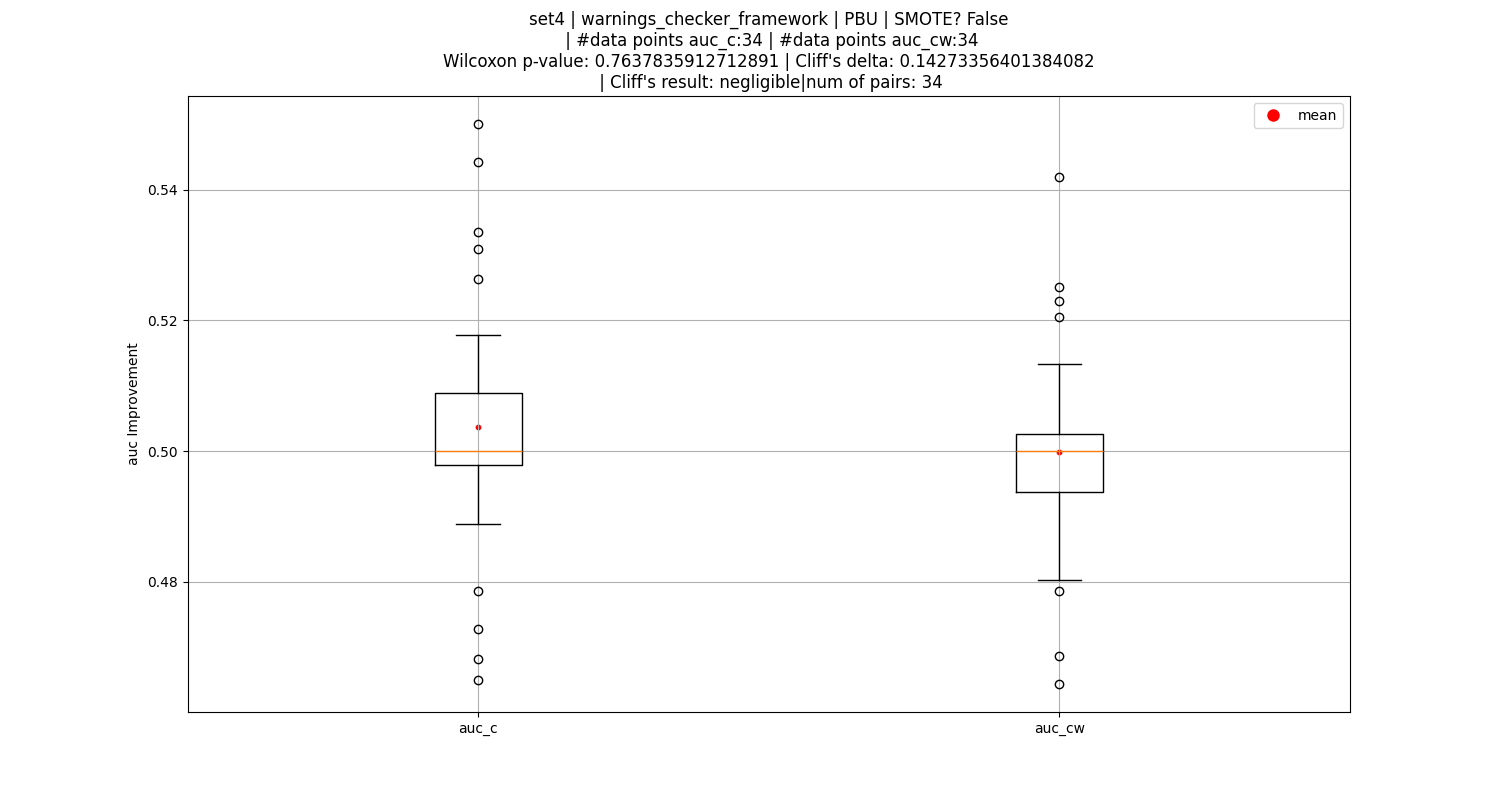 set4 | warnings_checker_framework | PBU | SMOTE? False
| #data points auc_c:34 | #data points auc_cw:34
Wilcoxon p-value: 0.7637835912712891 | Cliff's delta: 0.14273356401384082
| Cliff's result: negligible|num of pairs: 34
mean
0.54
0.52
0.50
0.48
auc Improvement
auc_c
auc_cw